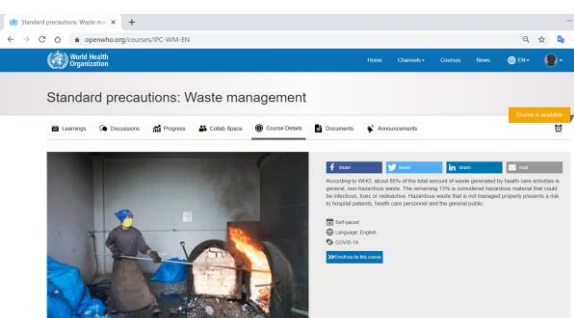 Standard precautions: Waste ma
openwho.org/courses/IPC-WM-EN
World Health
Organization
Home Channels Courses News EN
Standard precautions: Waste management
Course is available
Learnings Discussions Progress Collab Space Course Details Documents Announcements
share tweet share mail
According to WHO, about 85% of the total amount of waste generated by health care activities is
general, non-hazardous waste. The remaining 15% is considered hazardous material that could
be infectious, toxic or radioactive. Hazardous waste that is not managed properly presents a risk
to hospital patients, health care personnel and the general public.
Self-paced
Language: English
COVID-19
Enroll me for this course